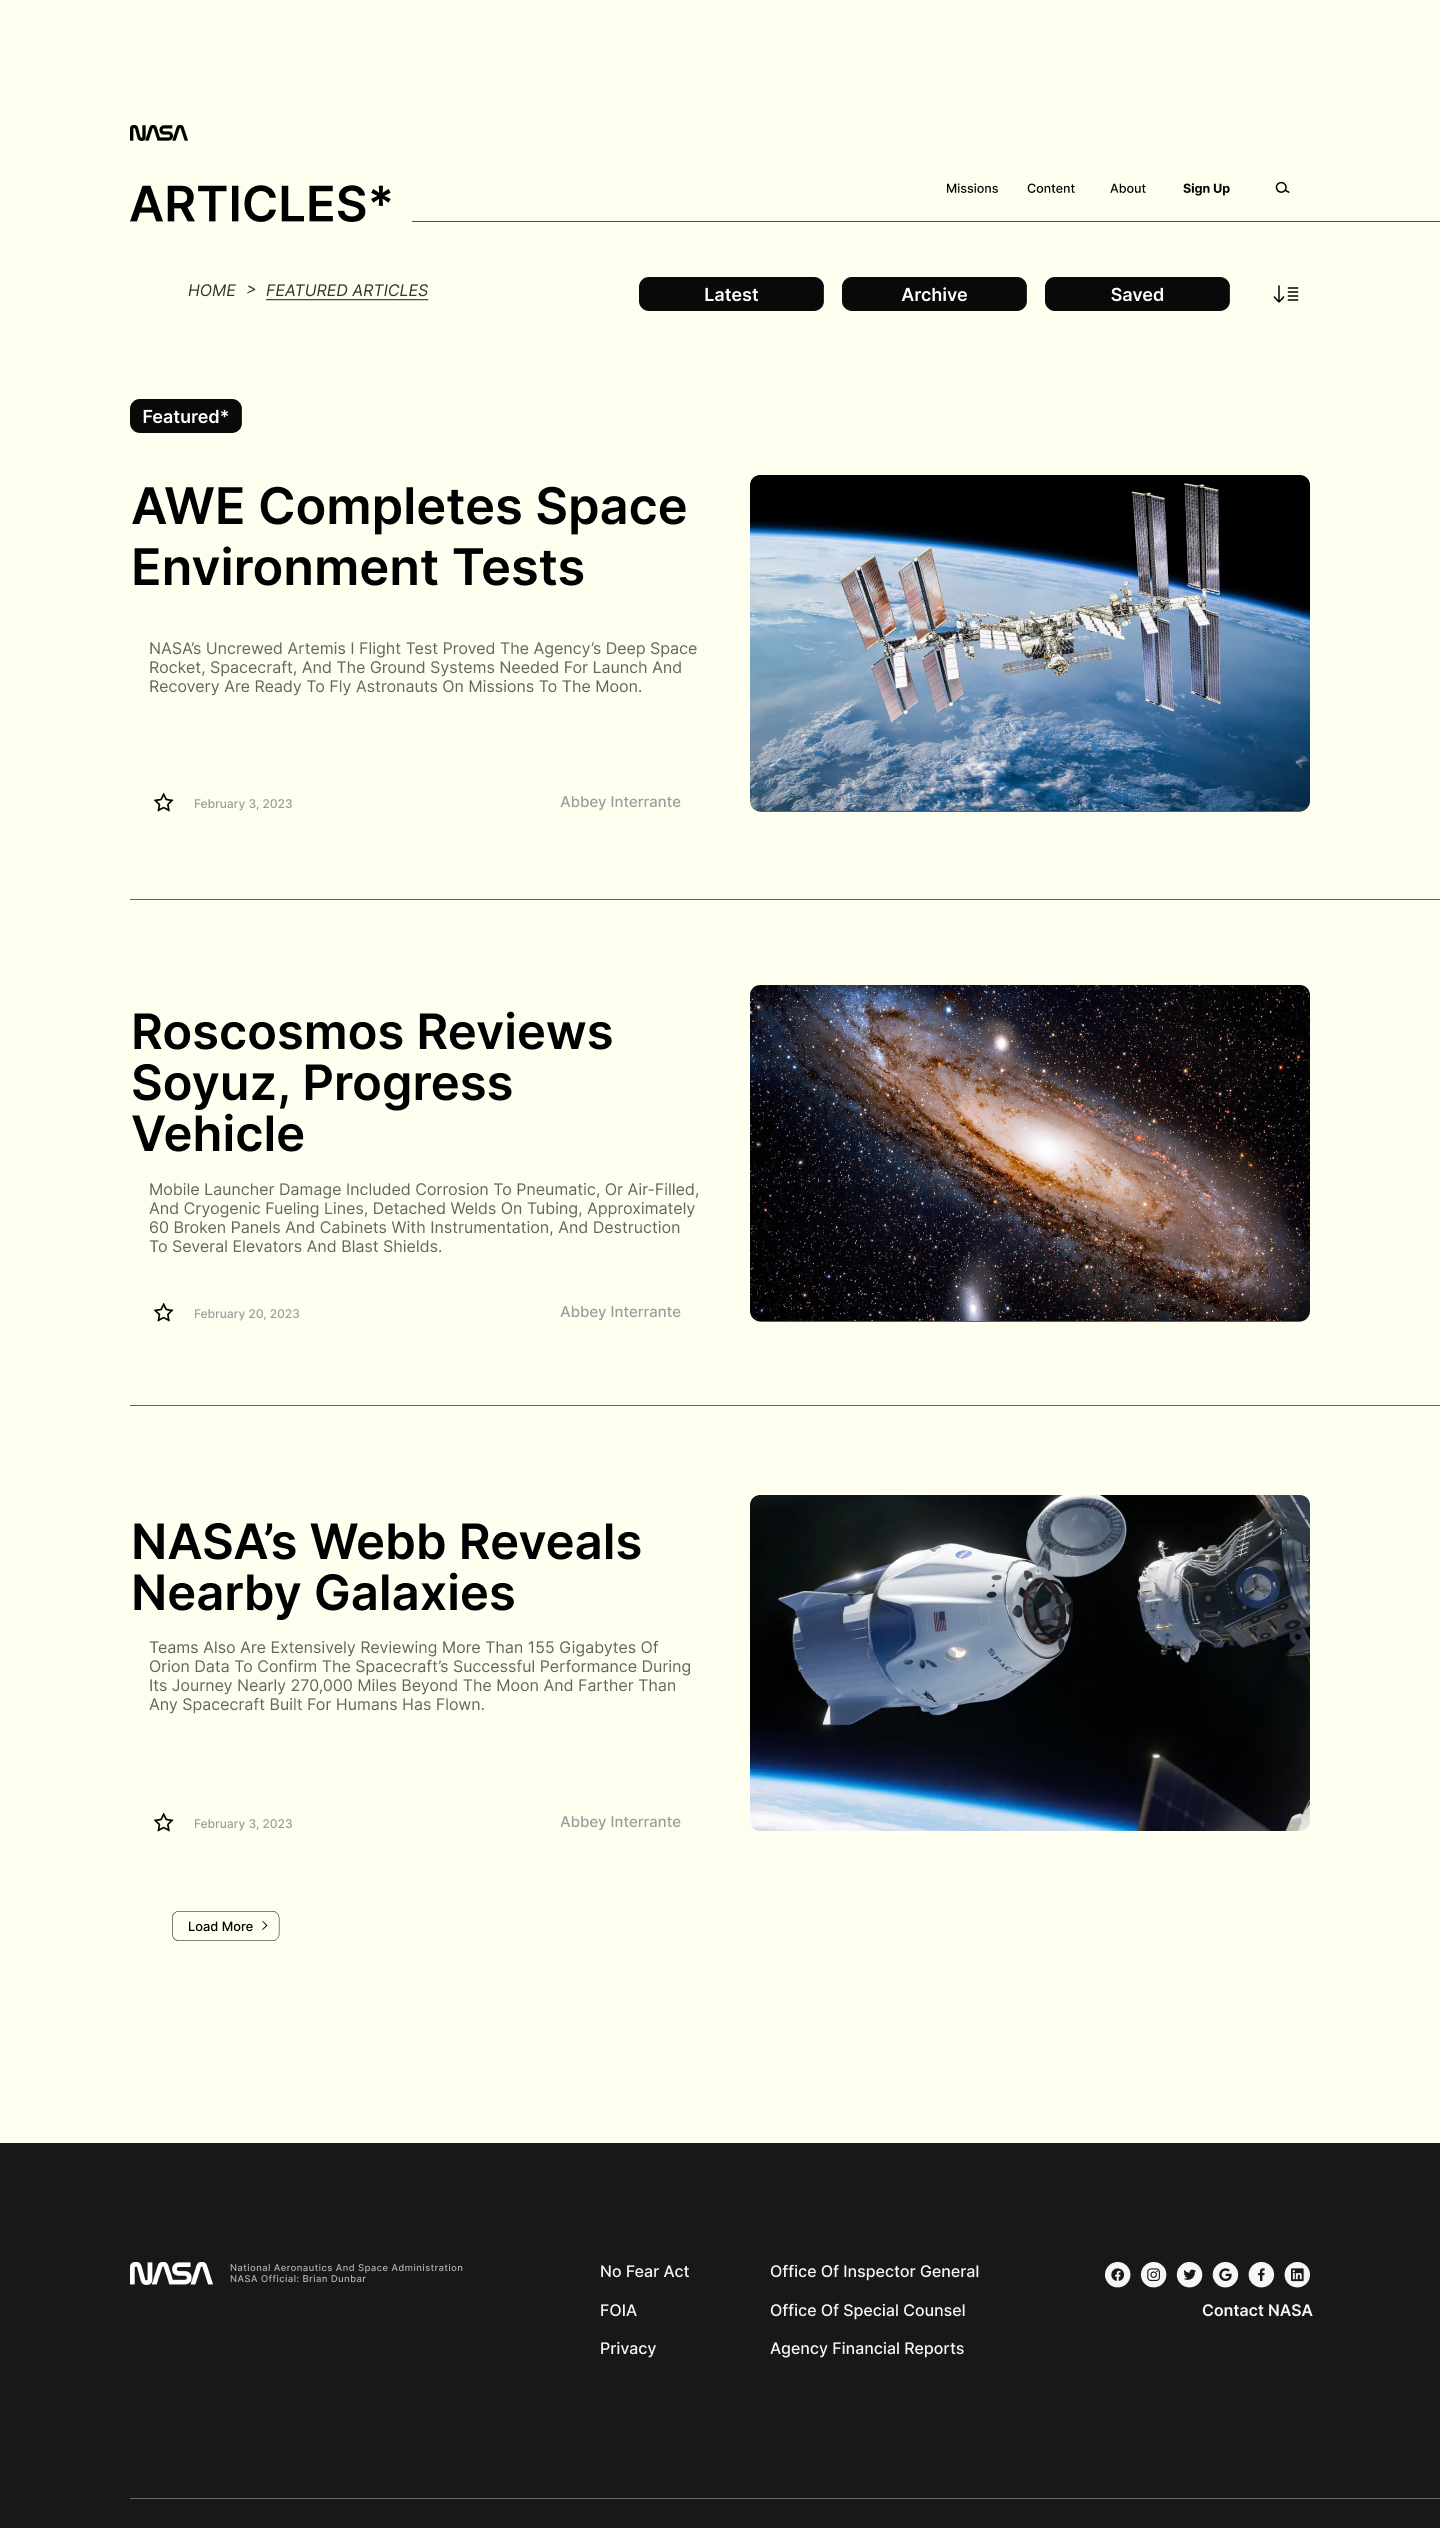 NASA
ARTICLES*
Missions Content About Sign Up
HOME > FEATURED ARTICLES
Latest Archive Saved
Featured*
AWE Completes Space
Environment Tests
NASA’s Uncrewed Artemis I Flight Test Proved The Agency’s Deep Space
Rocket, Spacecraft, And The Ground Systems Needed For Launch And
Recovery Are Ready To Fly Astronauts On Missions To The Moon.
February 3, 2023 Abbey Interrante
Roscosmos Reviews
Soyuz, Progress
Vehicle
Mobile Launcher Damage Included Corrosion To Pneumatic, Or Air-Filled,
And Cryogenic Fueling Lines, Detached Welds On Tubing, Approximately
60 Broken Panels And Cabinets With Instrumentation, And Destruction
To Several Elevators And Blast Shields.
February 20, 2023 Abbey Interrante
NASA’s Webb Reveals
Nearby Galaxies
Teams Also Are Extensively Reviewing More Than 155 Gigabytes Of
Orion Data To Confirm The Spacecraft’s Successful Performance During
Its Journey Nearly 270,000 Miles Beyond The Moon And Farther Than
Any Spacecraft Built For Humans Has Flown.
SPACEX
February 3, 2023 Abbey Interrante
Load More >
NASA
National Aeronautics And Space Administration
NASA Official: Brian Dunbar
No Fear Act
FOIA
Privacy
Office Of Inspector General
Office Of Special Counsel
Agency Financial Reports
Contact NASA